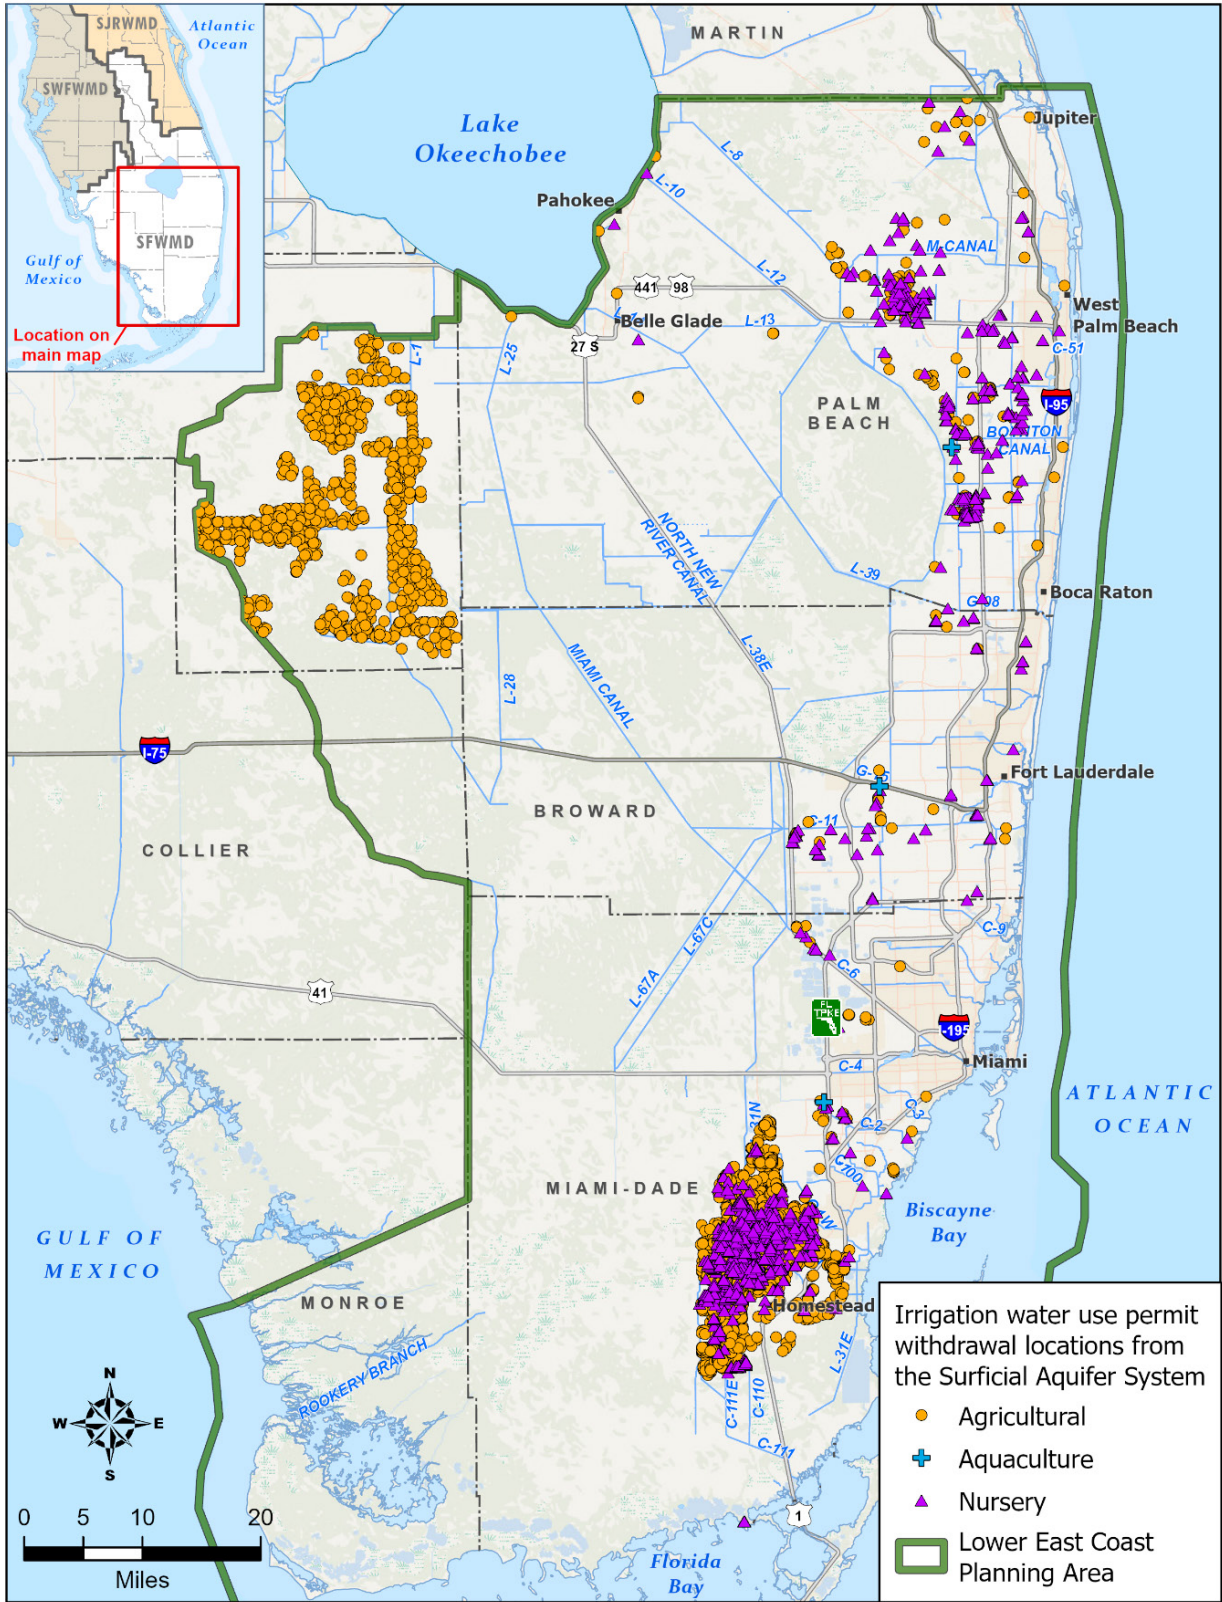 SJRWMD
Atlantic
Ocean
SWFWMD
SFWMD
Gulf of
Mexico
Location on
main map
MARTIN
Lake
Okeechobee
Jupiter
L-8
L-10
Pahokee
M CANAL
L-12
441
98
West
Palm Beach
Belle Glade
L-13
C-51
27 S
L-1
L-25
I-95
PALM
BEACH
BOYNTON
CANAL
NORTH NEW
RIVER CANAL
L-39
Boca Raton
L-38E
MIAMI CANAL
L-28
I-75
Fort Lauderdale
BROWARD
C-11
COLLIER
C-9
L-67C
C-6
L-67A
41
FL
TPKE
I-195
Miami
C-4
ATLANTIC
OCEAN
C-3
C-2
31N
C-100
MIAMI-DADE
Biscayne
Bay
GULF OF
MEXICO
MONROE
Homestead
L-31E
ROOKERY BRANCH
C-111E
C-110
C-111
1
Florida
Bay
N
W
E
S
0 5 10 20
Miles
Irrigation water use permit
withdrawal locations from
the Surficial Aquifer System
Agricultural
Aquaculture
Nursery
Lower East Coast
Planning Area